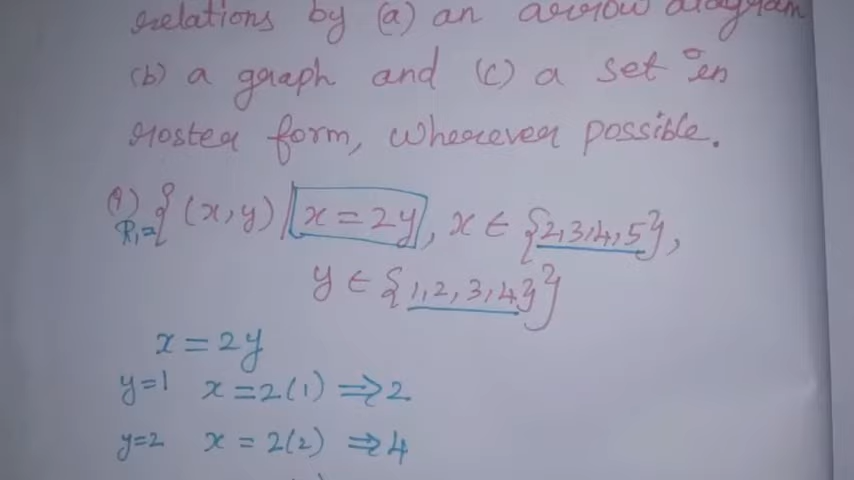 relations by (a) an arrow diagram
(b) a graph and (c) a set in
roster form, wherever possible.
(i) {(x,y) | x = 2y, x ∈ {2,3,4,5},
R₁=
y ∈ {1,2,3,4}}
x = 2y
y=1 x = 2(1) ⇒ 2
y=2 x = 2(2) ⇒ 4